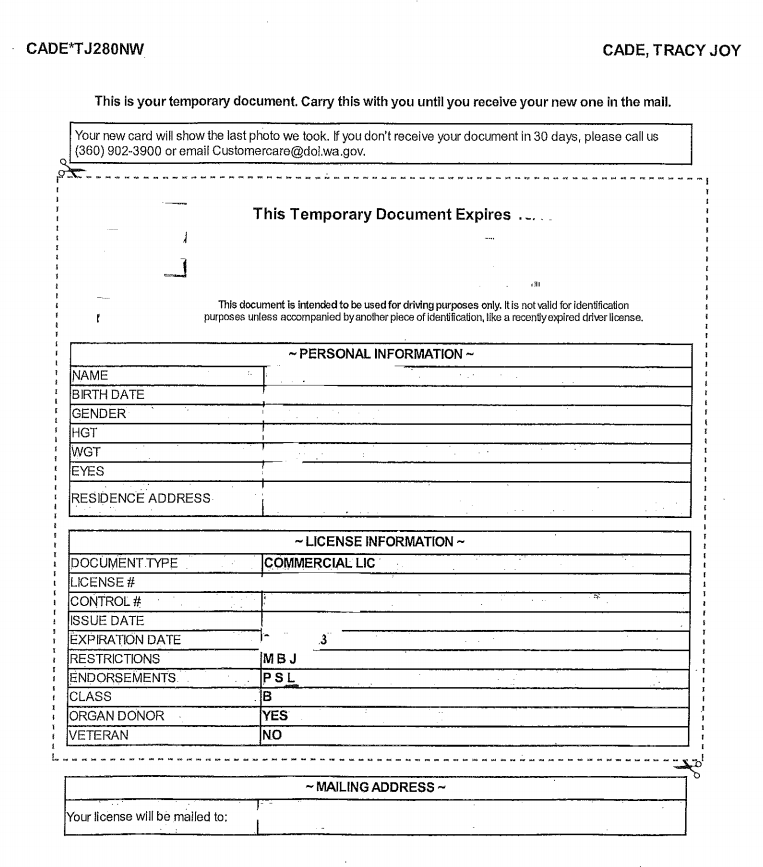 CADE*TJ280NW CADE, TRACY JOY
This is your temporary document. Carry this with you until you receive your new one in the mail.
Your new card will show the last photo we took. If you don't receive your document in 30 days, please call us
(360) 902-3900 or email Customercare@dol.wa.gov.
This Temporary Document Expires
This document is intended to be used for driving purposes only. It is not valid for identification
purposes unless accompanied by another piece of identification, like a recently expired driver license.
~ PERSONAL INFORMATION ~
NAME
BIRTH DATE
GENDER
HGT
WGT
EYES
RESIDENCE ADDRESS
~ LICENSE INFORMATION ~
DOCUMENT TYPE COMMERCIAL LIC
LICENSE #
CONTROL #
ISSUE DATE
EXPIRATION DATE 3
RESTRICTIONS M B J
ENDORSEMENTS P S L
CLASS B
ORGAN DONOR YES
VETERAN NO
~ MAILING ADDRESS ~
Your license will be mailed to: